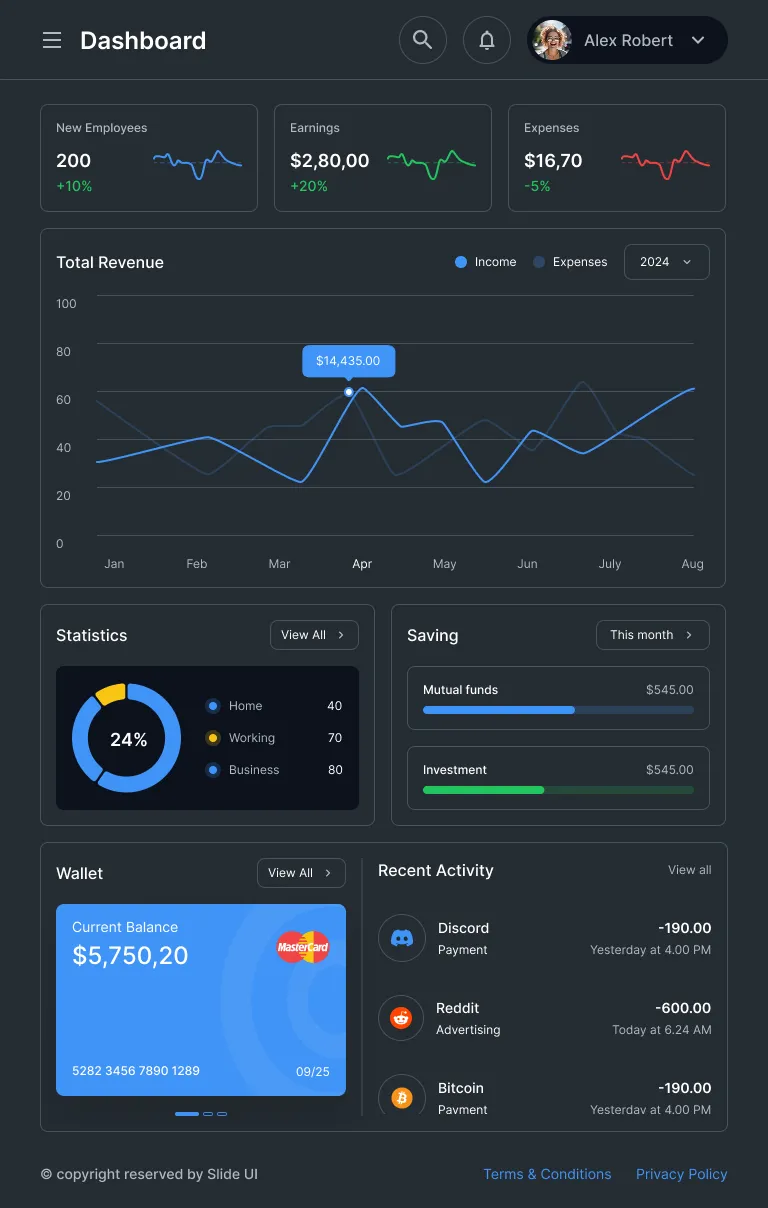 Dashboard
Alex Robert
New Employees
200
+10%
Earnings
$2,80,00
+20%
Expenses
$16,70
-5%
Total Revenue
Income
Expenses
2024
100
80
60
40
20
0
$14,435.00
Jan
Feb
Mar
Apr
May
Jun
July
Aug
Statistics
View All
24%
Home 40
Working 70
Business 80
Saving
This month
Mutual funds $545.00
Investment $545.00
Wallet
View All
Current Balance
$5,750,20
MasterCard
5282 3456 7890 1289
09/25
Recent Activity
View all
Discord -190.00
Payment Yesterday at 4.00 PM
Reddit -600.00
Advertising Today at 6.24 AM
Bitcoin -190.00
Payment Yesterday at 4.00 PM
© copyright reserved by Slide UI
Terms & Conditions
Privacy Policy